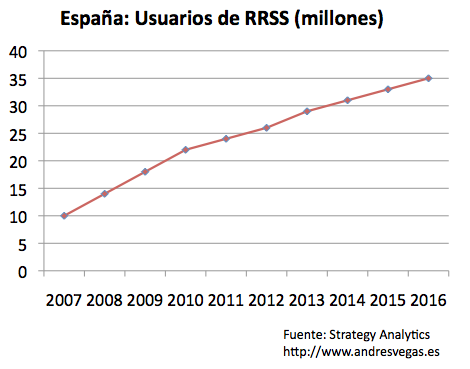 España: Usuarios de RRSS (millones)
40
35
30
25
20
15
10
5
0
2007 2008 2009 2010 2011 2012 2013 2014 2015 2016
Fuente: Strategy Analytics
http://www.andresvegas.es